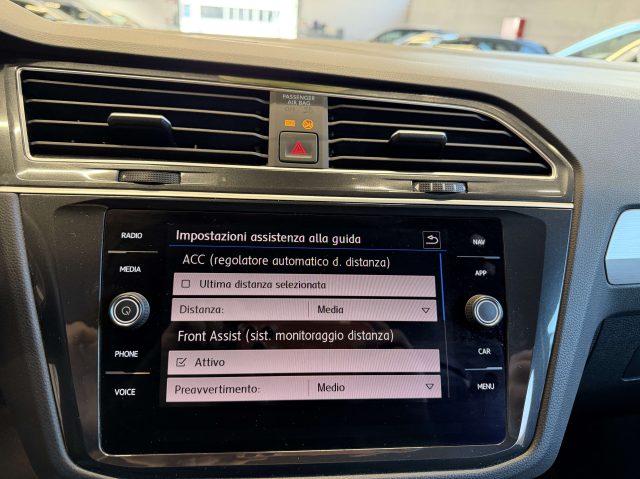 PASSENGER
AIR BAG
RADIO
MEDIA
PHONE
VOICE
Impostazioni assistenza alla guida
ACC (regolatore automatico d. distanza)
Ultima distanza selezionata
Distanza: Media
Front Assist (sist. monitoraggio distanza)
Attivo
Preavvertimento: Medio
NAV
APP
CAR
MENU